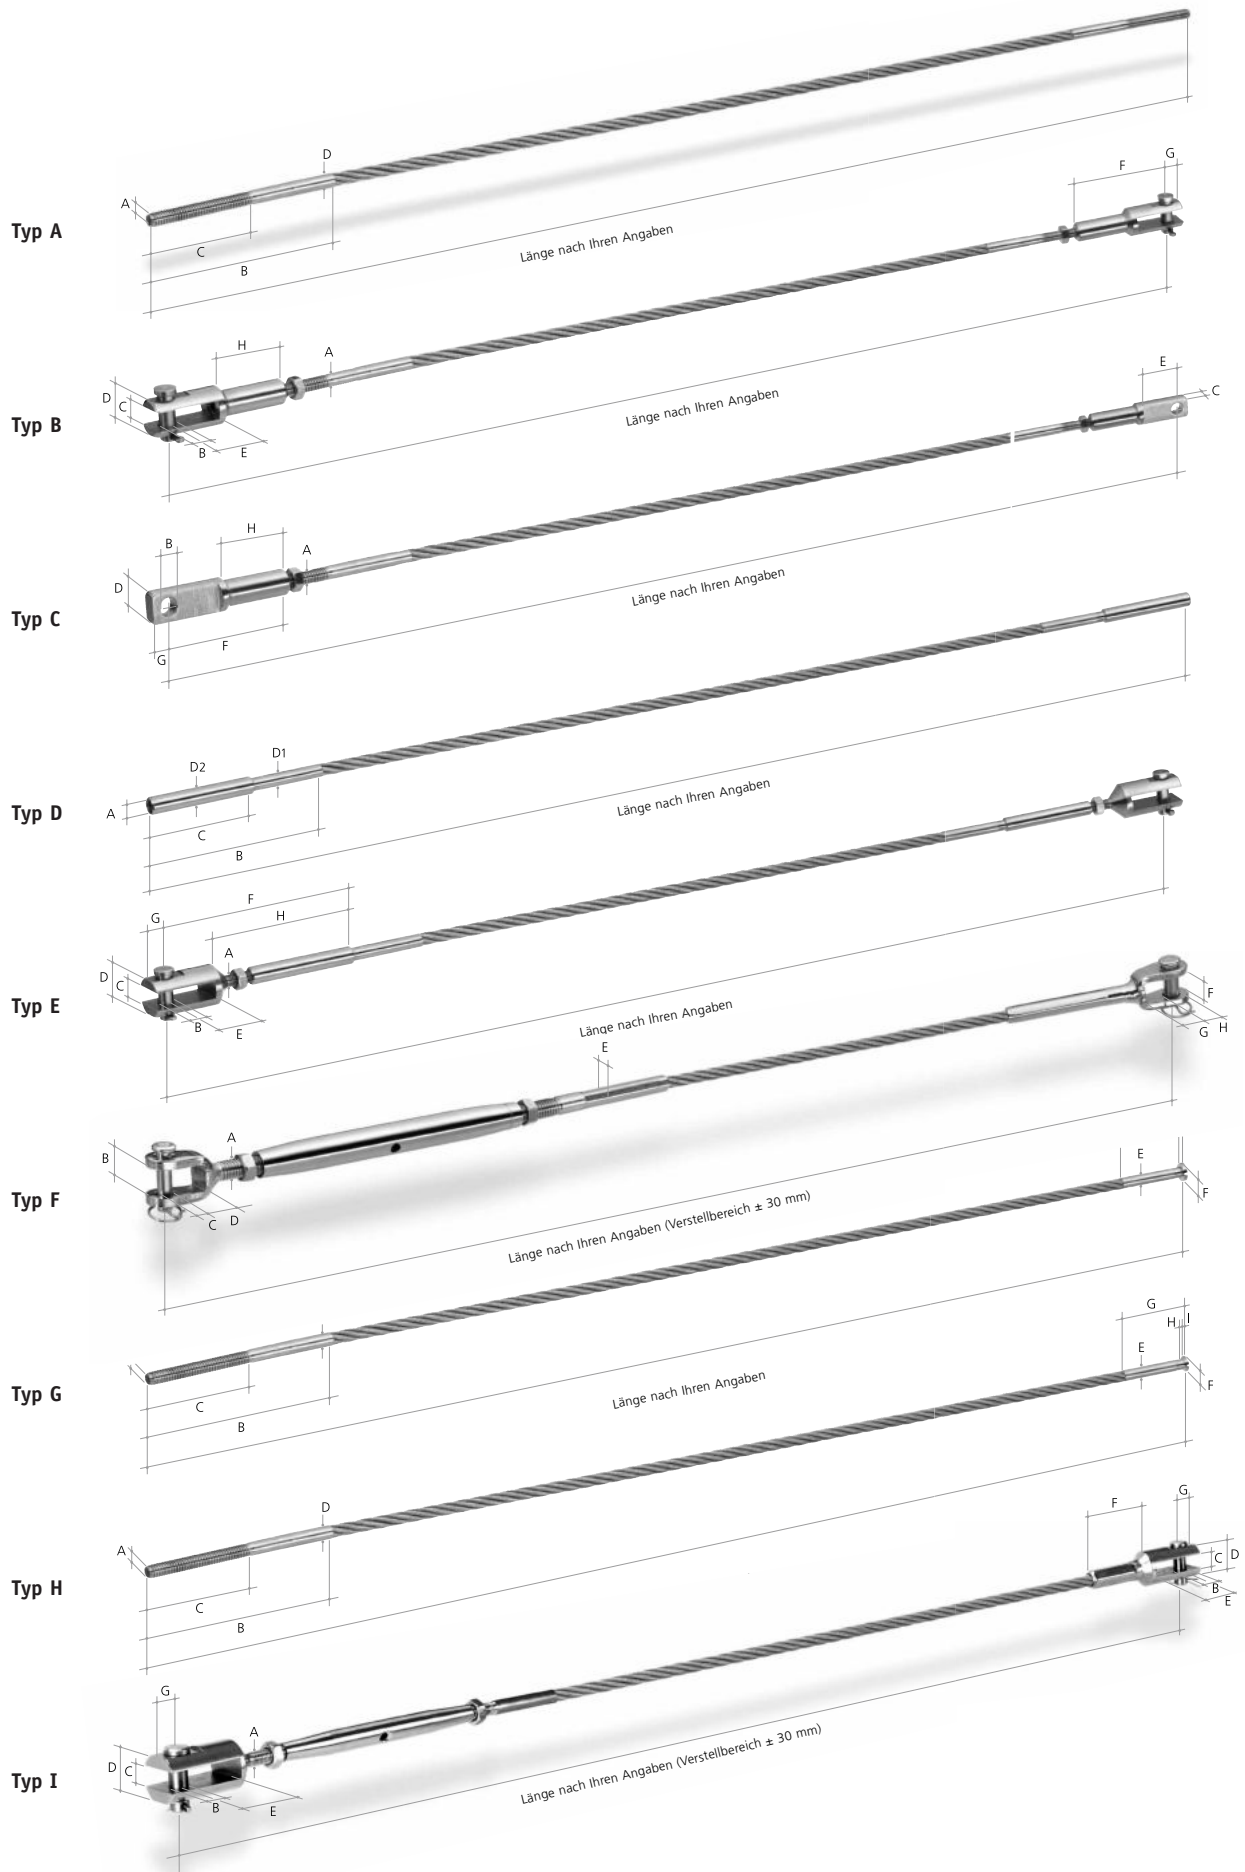 D
A
Typ A
C
B
Länge nach Ihren Angaben
F
G
H
A
D
C
Typ B
B
E
Länge nach Ihren Angaben
E
C
H
B
A
D
Typ C
F
G
Länge nach Ihren Angaben
D1
D2
A
Typ D
C
B
Länge nach Ihren Angaben
F
G
H
A
D
C
Typ E
B
E
Länge nach Ihren Angaben
F
G
H
E
A
B
Typ F
C
D
Länge nach Ihren Angaben (Verstellbereich ± 30 mm)
E
F
Typ G
C
B
Länge nach Ihren Angaben
G
H
I
E
F
D
A
Typ H
C
B
F
G
C
D
B
E
G
A
D
C
Typ I
B
E
Länge nach Ihren Angaben (Verstellbereich ± 30 mm)